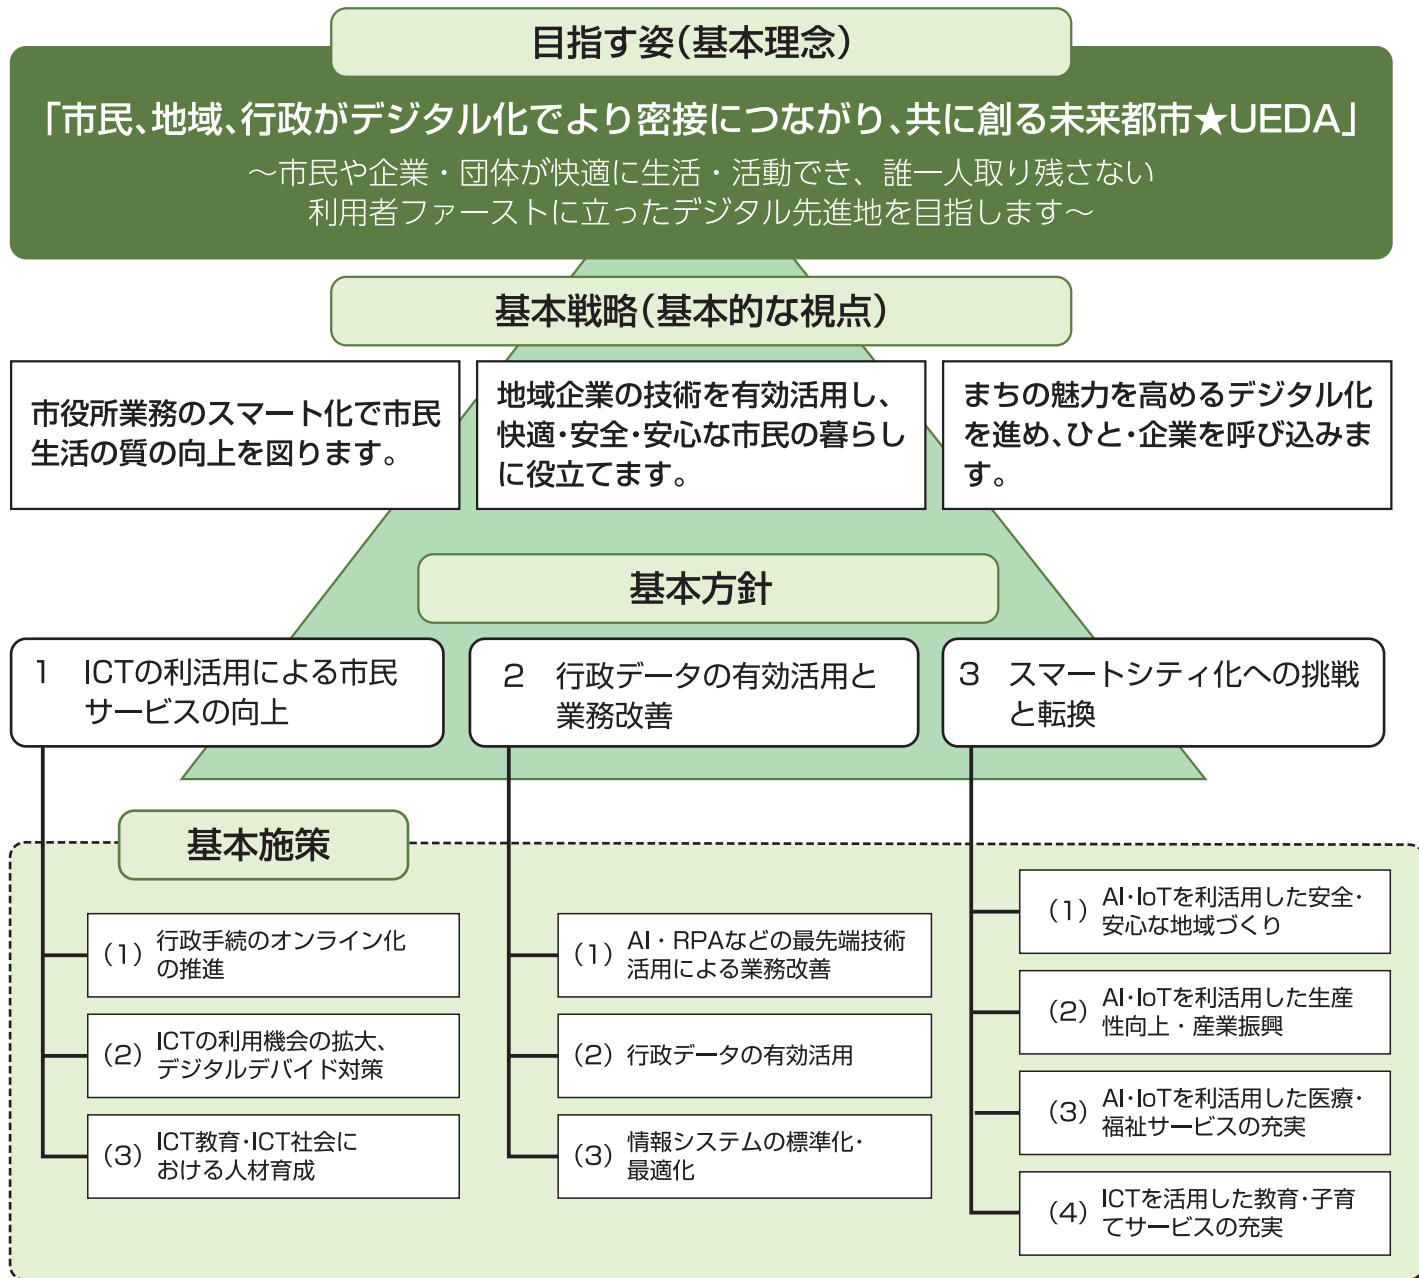 目指す姿(基本理念)
「市民、地域、行政がデジタル化でより密接につながり、共に創る未来都市★UEDA」
～市民や企業・団体が快適に生活・活動でき、誰一人取り残さない
利用者ファーストに立ったデジタル先進地を目指します～
基本戦略(基本的な視点)
市役所業務のスマート化で市民
生活の質の向上を図ります。
地域企業の技術を有効活用し、
快適・安全・安心な市民の暮らし
に役立てます。
まちの魅力を高めるデジタル化
を進め、ひと・企業を呼び込みま
す。
基本方針
1 ICTの利活用による市民
サービスの向上
2 行政データの有効活用と
業務改善
3 スマートシティ化への挑戦
と転換
基本施策
(1) 行政手続のオンライン化
の推進
(2) ICTの利用機会の拡大、
デジタルデバイド対策
(3) ICT教育・ICT社会に
おける人材育成
(1) AI・RPAなどの最先端技術
活用による業務改善
(2) 行政データの有効活用
(3) 情報システムの標準化・
最適化
(1) AI・IoTを利活用した安全・
安心な地域づくり
(2) AI・IoTを利活用した生産
性向上・産業振興
(3) AI・IoTを利活用した医療・
福祉サービスの充実
(4) ICTを活用した教育・子育
てサービスの充実